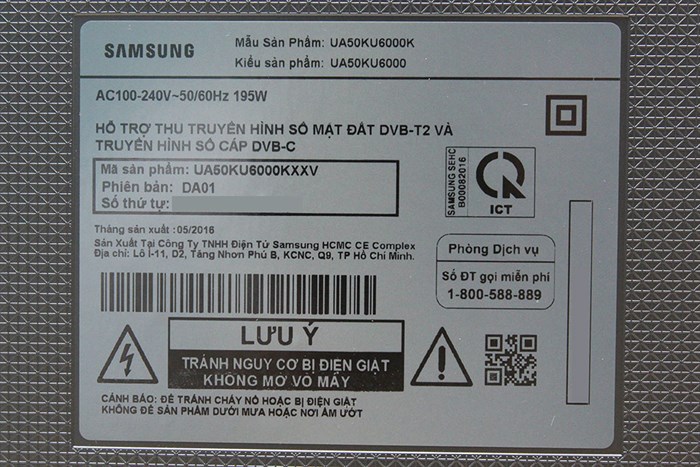 SAMSUNG
Mẫu Sản Phẩm: UA50KU6000K
Kiểu sản phẩm: UA50KU6000
AC100-240V~50/60Hz 195W
HỖ TRỢ THU TRUYỀN HÌNH SỐ MẶT ĐẤT DVB-T2 VÀ
TRUYỀN HÌNH SỐ CÁP DVB-C
Mã sản phẩm: UA50KU6000KXXV
Phiên bản: DA01
Số thứ tự:
SAMSUNG SEHC
B00082016
ICT
Tháng sản xuất :05/2016
Sản Xuất Tại Công Ty TNHH Điện Tử Samsung HCMC CE Complex
Địa chỉ: Lô I-11, D2, Tăng Nhơn Phú B, KCNC, Q9, TP Hồ Chí Minh.
Phòng Dịch vụ
Số ĐT gọi miễn phí
1-800-588-889
LƯU Ý
TRÁNH NGUY CƠ BỊ ĐIỆN GIẬT
KHÔNG MỞ VỎ MÁY
CẢNH BÁO: ĐỂ TRÁNH CHÁY NỔ HOẶC BỊ ĐIỆN GIẬT
KHÔNG ĐỂ SẢN PHẨM DƯỚI MƯA HOẶC NƠI ẨM ƯỚT